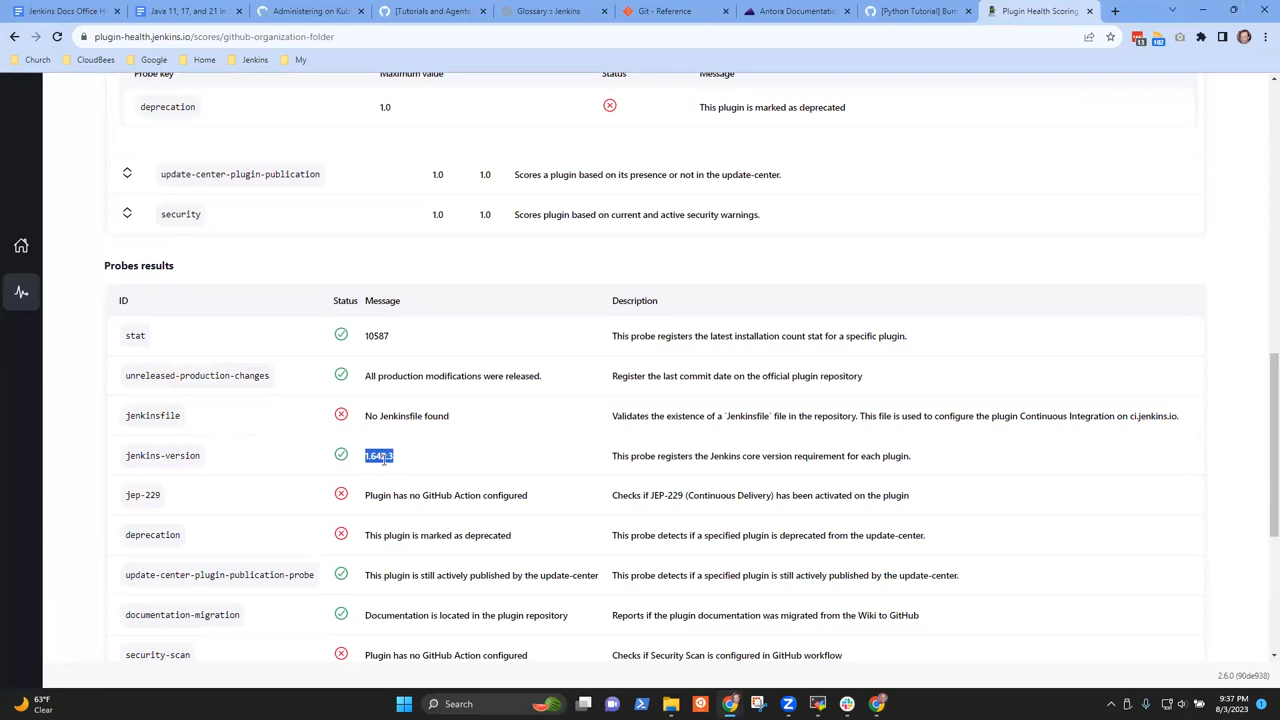 Jenkins Docs Office H
Java 11, 17, and 21 in
Administering on Kub
[Tutorials and Agents
Glossary ≤ Jenkins
Git - Reference
Antora Documentatio
[Python Tutorial] Bum
Plugin Health Scoring
plugin-health.jenkins.io/scores/github-organization-folder
13
102
Church
CloudBees
Google
Home
Jenkins
My
Probe key Maximum value Status Message
deprecation 1.0 This plugin is marked as deprecated
update-center-plugin-publication 1.0 1.0 Scores a plugin based on its presence or not in the update-center.
security 1.0 1.0 Scores plugin based on current and active security warnings.
Probes results
ID Status Message Description
stat 10587 This probe registers the latest installation count stat for a specific plugin.
unreleased-production-changes All production modifications were released. Register the last commit date on the official plugin repository
jenkinsfile No Jenkinsfile found Validates the existence of a `Jenkinsfile` file in the repository. This file is used to configure the plugin Continuous Integration on ci.jenkins.io.
jenkins-version 1.642.3 This probe registers the Jenkins core version requirement for each plugin.
jep-229 Plugin has no GitHub Action configured Checks if JEP-229 (Continuous Delivery) has been activated on the plugin
deprecation This plugin is marked as deprecated This probe detects if a specified plugin is deprecated from the update-center.
update-center-plugin-publication-probe This plugin is still actively published by the update-center This probe detects if a specified plugin is still actively published by the update-center.
documentation-migration Documentation is located in the plugin repository Reports if the plugin documentation was migrated from the Wiki to GitHub
security-scan Plugin has no GitHub Action configured Checks if Security Scan is configured in GitHub workflow
2.6.0 (90de938)
63°F
Clear
Search
9:37 PM
8/3/2023